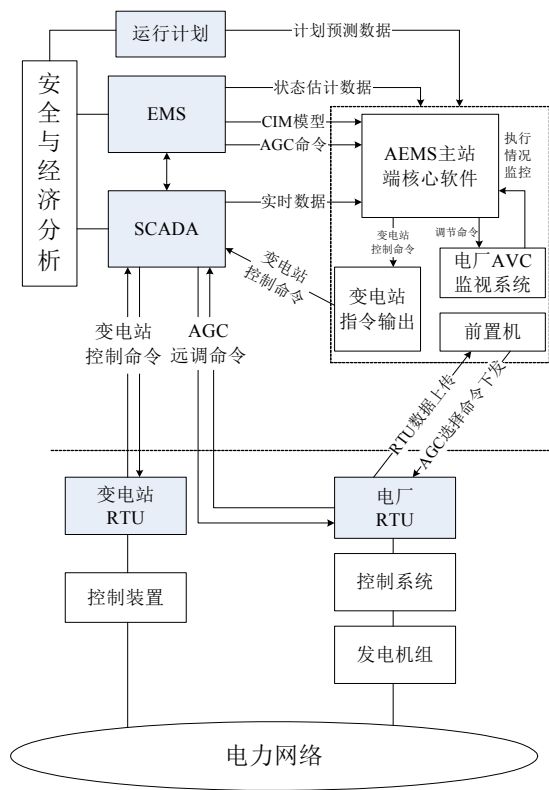 运行计划
计划预测数据
安全与经济分析
EMS
状态估计数据
CIM模型
AGC命令
AEMS主站
端核心软件
执行
情况
监控
SCADA
实时数据
变电站
控制命令
调节命令
变电站
控制命令
变电站
指令输出
电厂AVC
监视系统
前置机
变电站
控制命令
AGC
远调命令
RTU数据上传
AGC选择命令下发
变电站
RTU
电厂
RTU
控制装置
控制系统
发电机组
电力网络